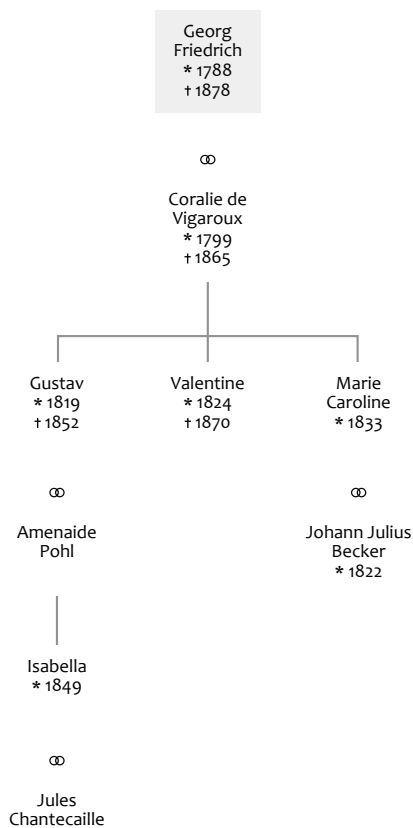 Georg
Friedrich
* 1788
† 1878
⚭
Coralie de
Vigaroux
* 1799
† 1865
Gustav
* 1819
† 1852
Valentine
* 1824
† 1870
Marie
Caroline
* 1833
⚭
Amenaide
Pohl
⚭
Johann Julius
Becker
* 1822
Isabella
* 1849
⚭
Jules
Chantecaille